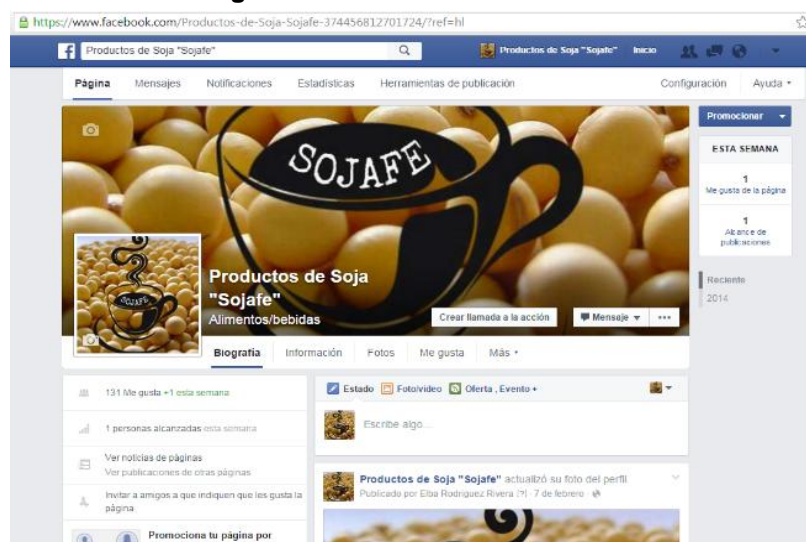 https://www.facebook.com/Productos-de-Soja-Sojafe-374456812701724/?ref=hl
Productos de Soja "Sojafe"
Productos de Soja "Sojafe" Inicio
Página Mensajes Notificaciones Estadísticas Herramientas de publicación Configuración Ayuda
Promocionar
ESTA SEMANA
1
Me gusta de la página
1
Alcance de
publicaciones
Reciente
2014
SOJAFE
SOJAFE
Productos de Soja
"Sojafe"
Alimentos/bebidas
Crear llamada a la acción Mensaje
Biografía Información Fotos Me gusta Más
131 Me gusta +1 esta semana
1 personas alcanzadas esta semana
Ver noticias de páginas
Ver publicaciones de otras páginas
Invitar a amigos a que indiquen que les gusta la
página
Promociona tu página por
Estado Foto/video Oferta, Evento +
Escribe algo...
Productos de Soja "Sojafe" actualizó su foto del perfil
Publicado por Elba Rodriguez Rivera [?] · 7 de febrero